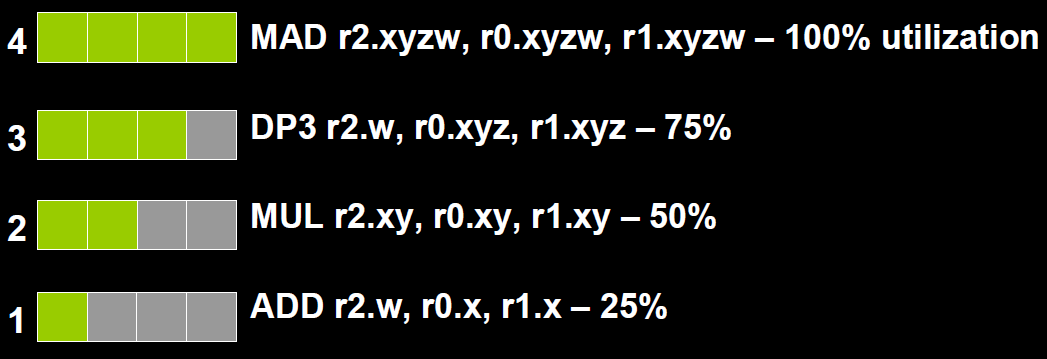 4 MAD r2.xyzw, r0.xyzw, r1.xyzw – 100% utilization
3 DP3 r2.w, r0.xyz, r1.xyz – 75%
2 MUL r2.xy, r0.xy, r1.xy – 50%
1 ADD r2.w, r0.x, r1.x – 25%